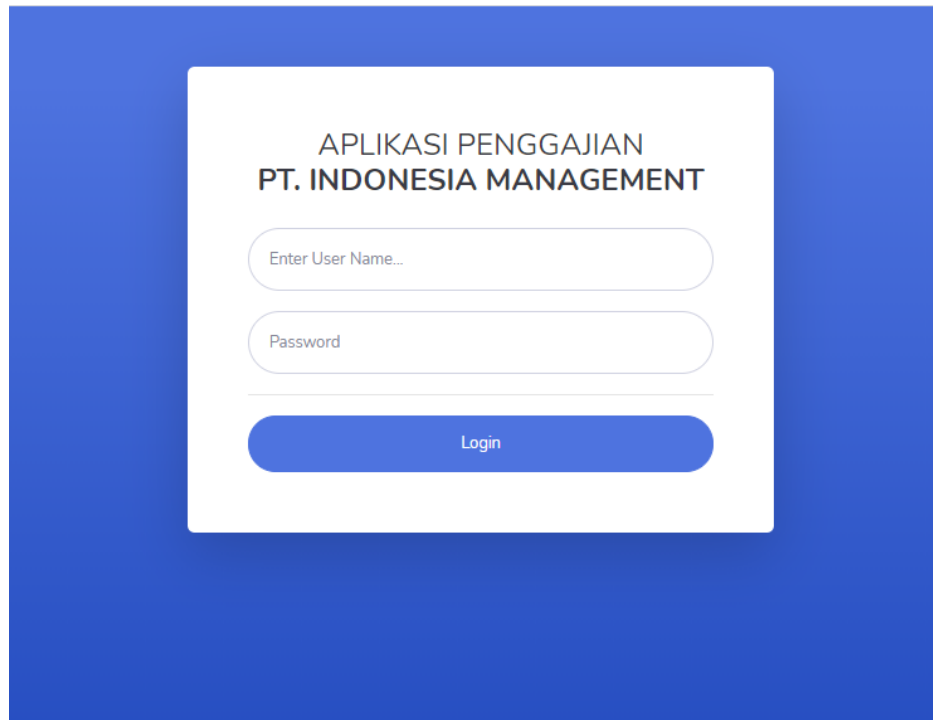 APLIKASI PENGGAJIAN
PT. INDONESIA MANAGEMENT
Enter User Name...
Password
Login